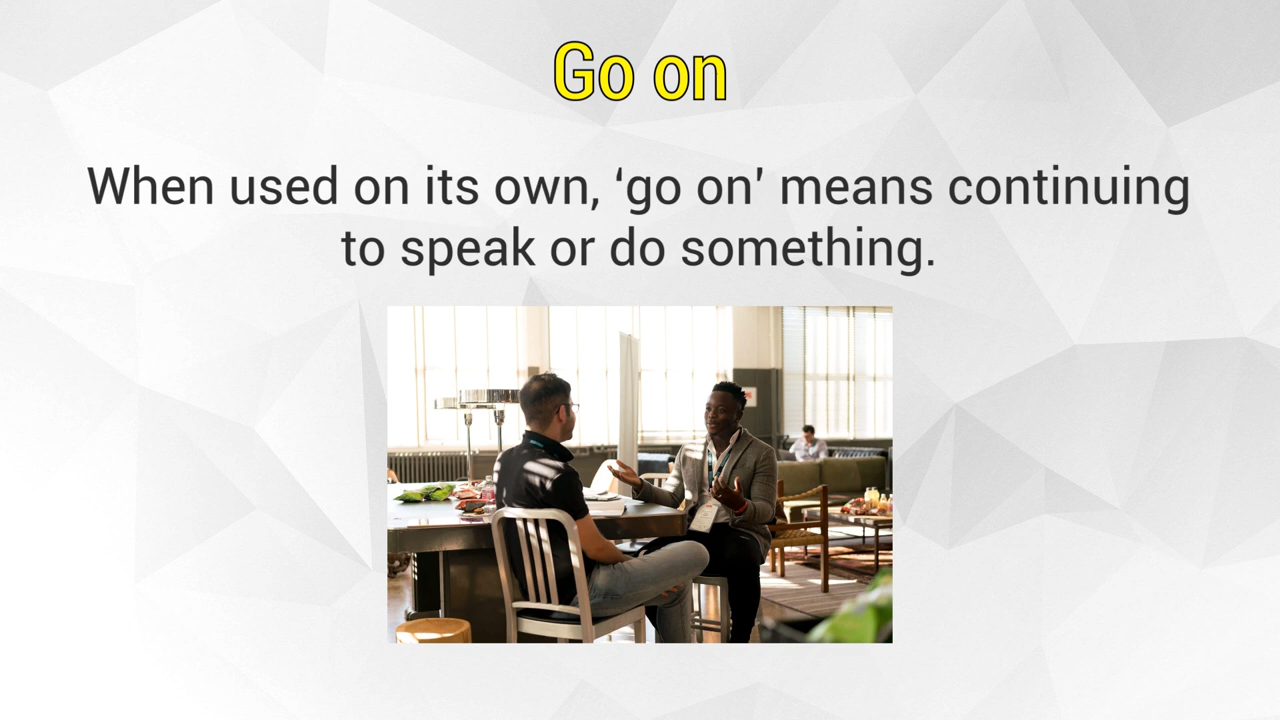 Go on
When used on its own, ‘go on’ means continuing
to speak or do something.